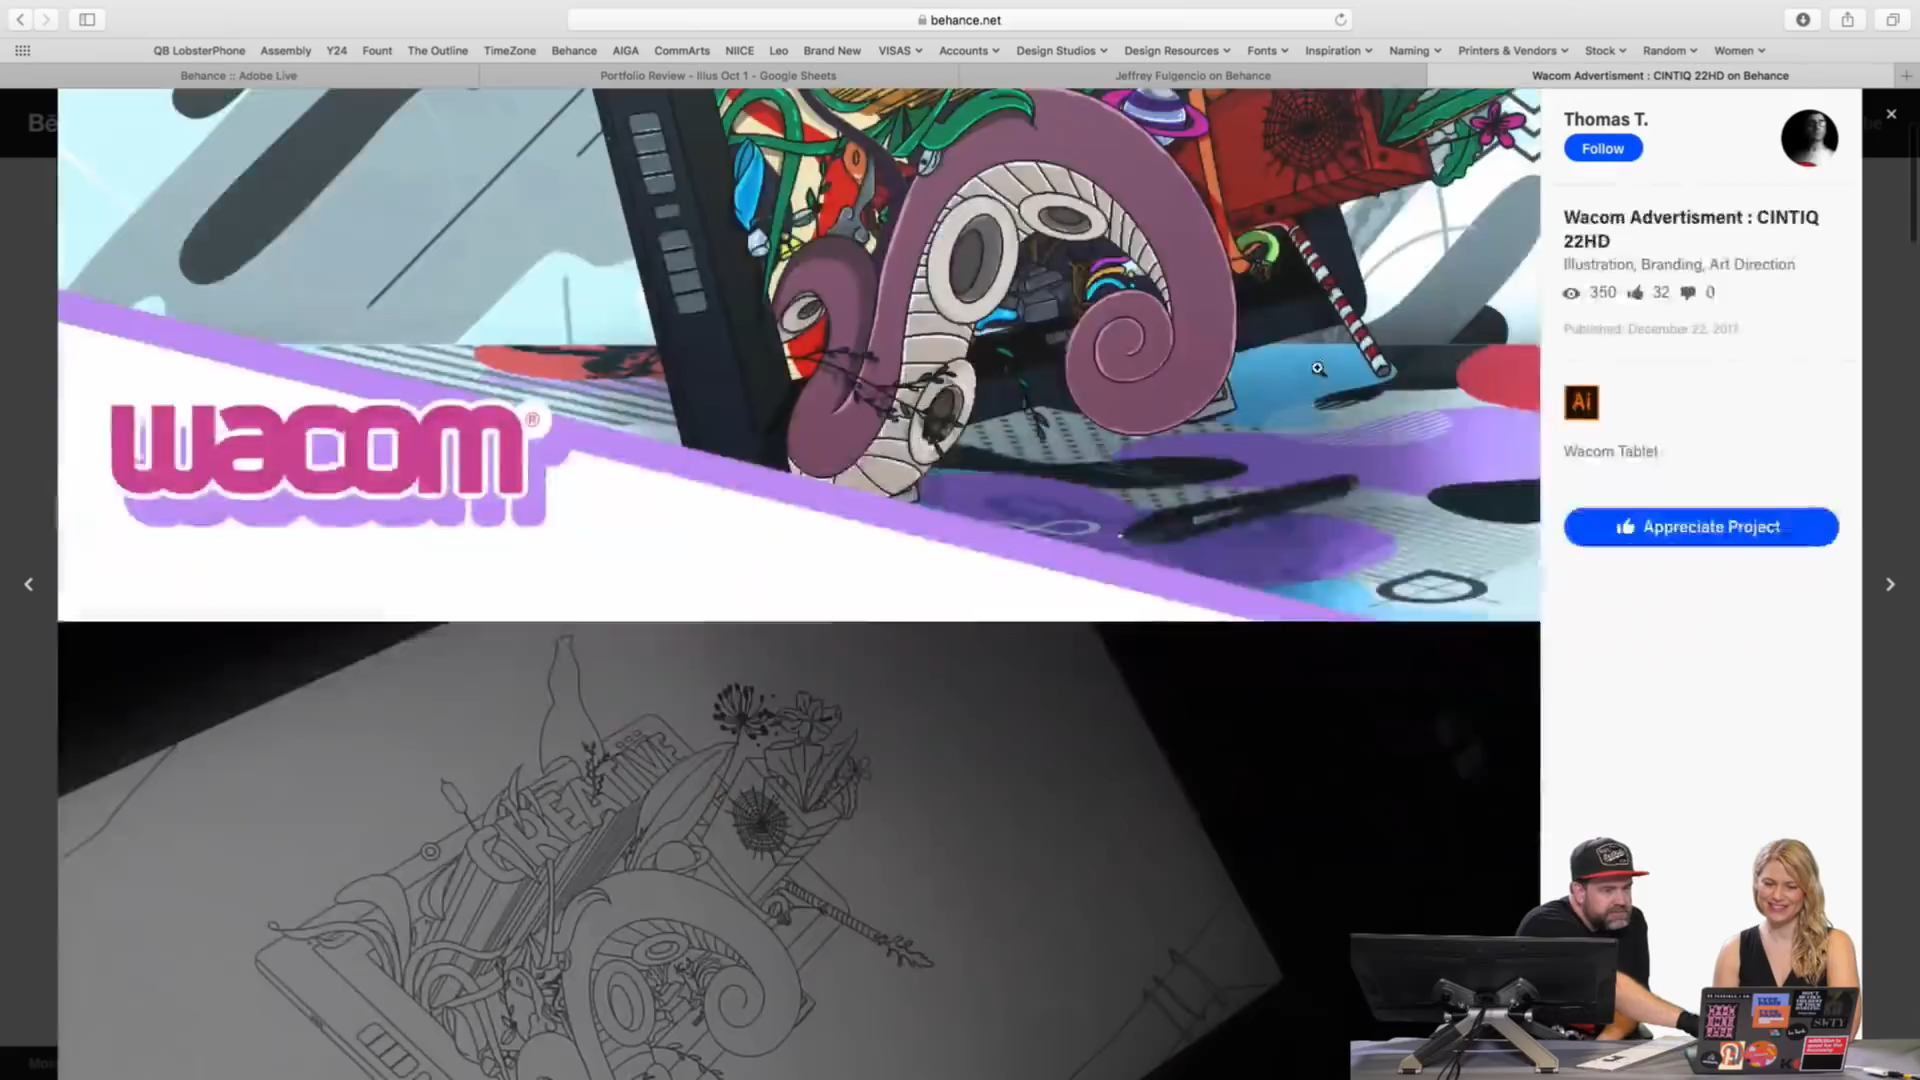 behance.net
QB LobsterPhone Assembly Y24 Fount The Outline TimeZone Behance AIGA CommArts NIICE Leo Brand New VISAS Accounts Design Studios Design Resources Fonts Inspiration Naming Printers & Vendors Stock Random Women
Behance :: Adobe Live
Portfolio Review - Illus Oct 1 - Google Sheets
Jeffrey Fulgencio on Behance
Wacom Advertisment : CINTIQ 22HD on Behance
Bē
Thomas T.
Follow
Wacom Advertisment : CINTIQ
22HD
Illustration, Branding, Art Direction
350 32 0
Published: December 22, 2017
Ai
Wacom Tablet
Appreciate Project
wacom®
CREATIVE